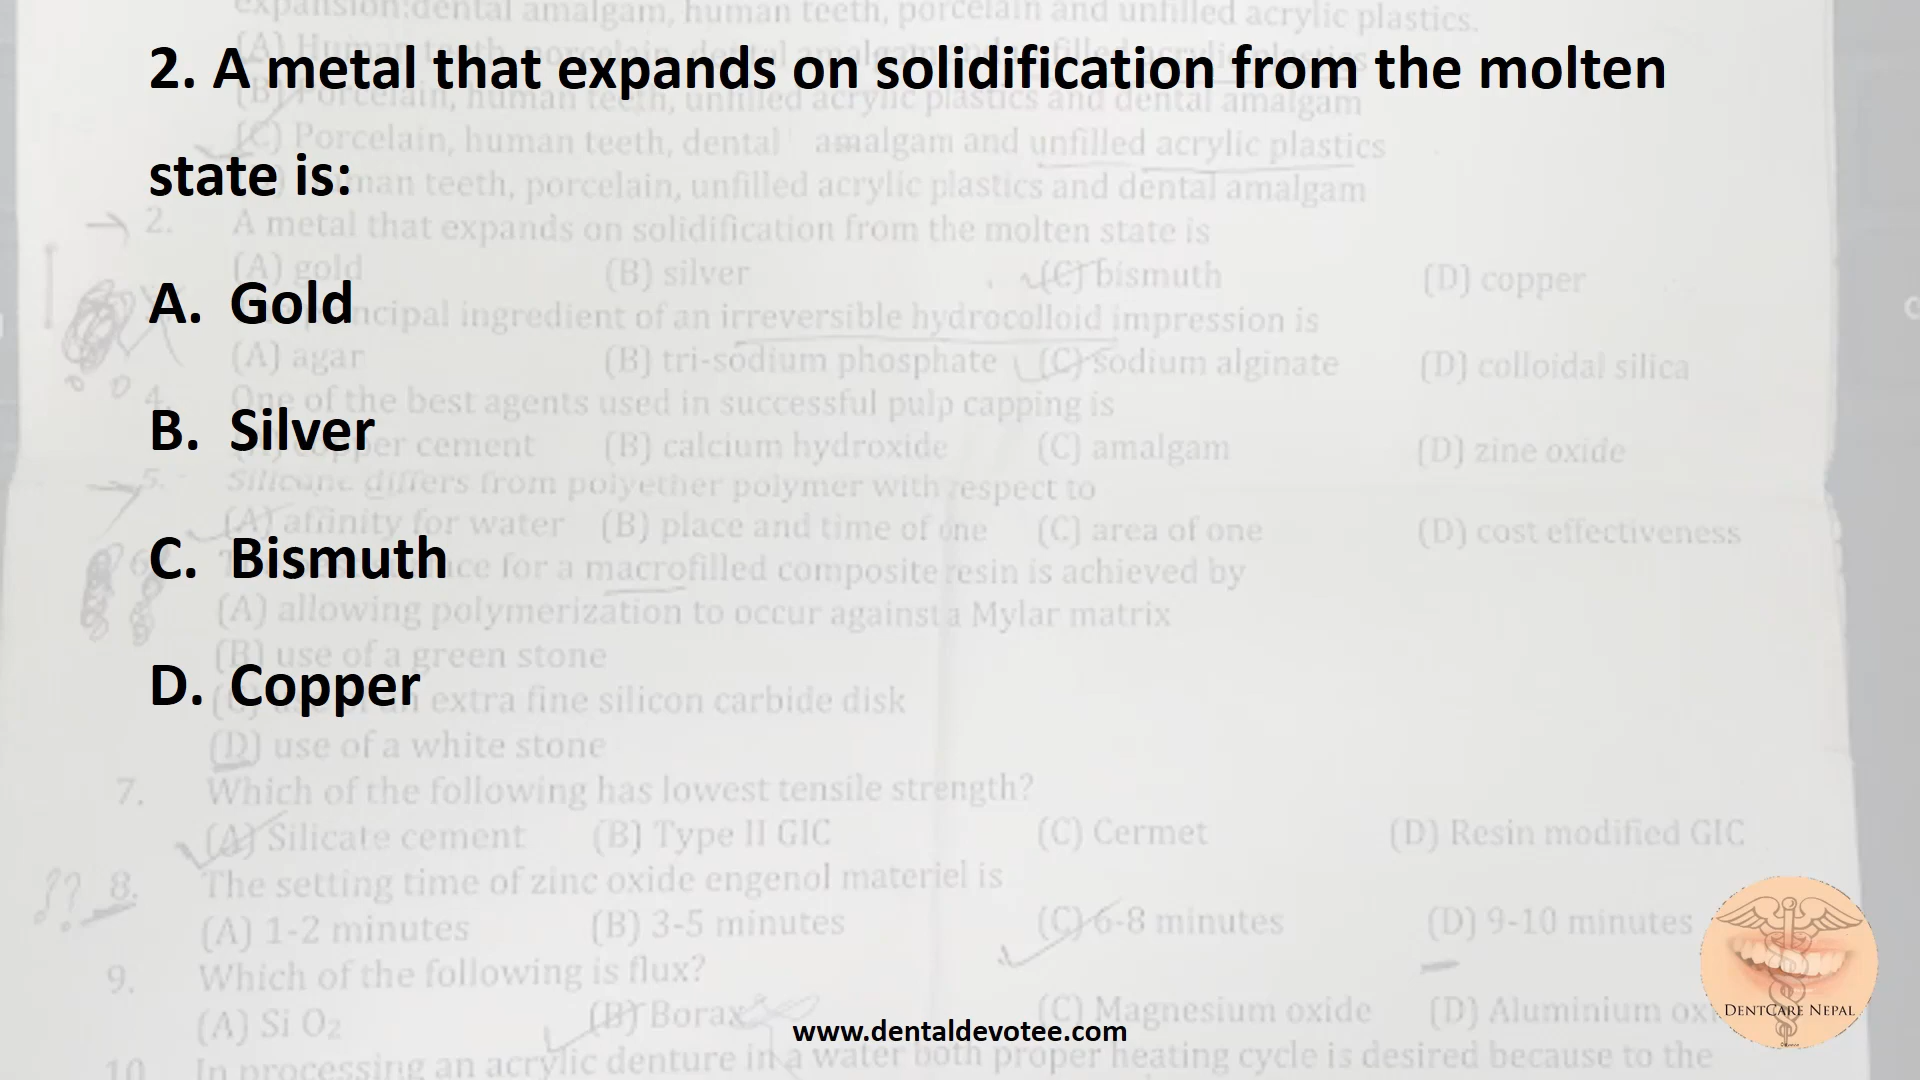 expansion:dental amalgam, human teeth, porcelain and unfilled acrylic plastics.
2. A metal that expands on solidification from the molten
(A) Human teeth, porcelain, dental amalgam and unfilled acrylic plastics
(B) Porcelain, human teeth, unfilled acrylic plastics and dental amalgam
(C) Porcelain, human teeth, dental amalgam and unfilled acrylic plastics
state is:
human teeth, porcelain, unfilled acrylic plastics and dental amalgam
2. A metal that expands on solidification from the molten state is
(A) gold (B) silver (C) bismuth (D) copper
A. Gold
principal ingredient of an irreversible hydrocolloid impression is
(A) agar (B) tri-sodium phosphate (C) sodium alginate (D) colloidal silica
4. One of the best agents used in successful pulp capping is
B. Silver
copper cement (B) calcium hydroxide (C) amalgam (D) zine oxide
5. Silicone differs from polyether polymer with respect to
(A) affinity for water (B) place and time of one (C) area of one (D) cost effectiveness
C. Bismuth
6. for a macrofilled composite resin is achieved by
(A) allowing polymerization to occur against a Mylar matrix
(B) use of a green stone
D. Copper
(C) use of an extra fine silicon carbide disk
(D) use of a white stone
7. Which of the following has lowest tensile strength?
(A) Silicate cement (B) Type II GIC (C) Cermet (D) Resin modified GIC
?? 8. The setting time of zinc oxide engenol materiel is
(A) 1-2 minutes (B) 3-5 minutes (C) 6-8 minutes (D) 9-10 minutes
9. Which of the following is flux?
(A) Si O2 (B) Borax (C) Magnesium oxide (D) Aluminium
DENTCARE NEPAL
www.dentaldevotee.com
10. In processing an acrylic denture in a water both proper heating cycle is desired because to the